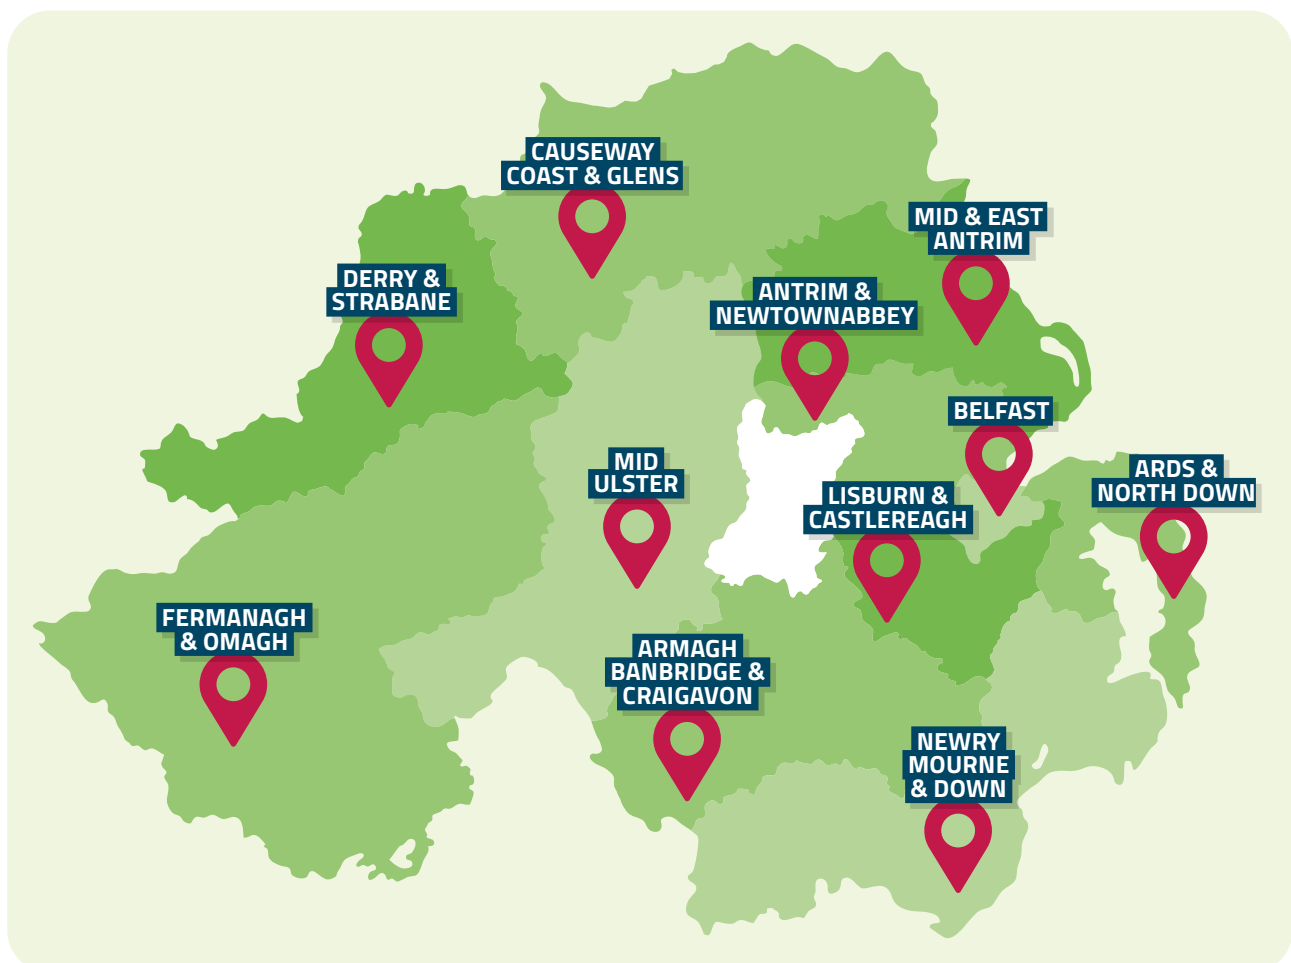 CAUSEWAY
COAST & GLENS
MID & EAST
ANTRIM
DERRY &
STRABANE
ANTRIM &
NEWTOWNABBEY
BELFAST
MID
ULSTER
ARDS &
NORTH DOWN
LISBURN &
CASTLEREAGH
FERMANAGH
& OMAGH
ARMAGH
BANBRIDGE &
CRAIGAVON
NEWRY
MOURNE
& DOWN